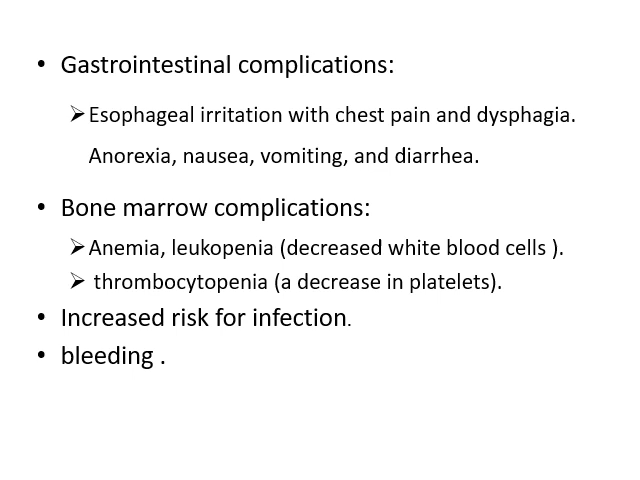 • Gastrointestinal complications:
➢Esophageal irritation with chest pain and dysphagia.
Anorexia, nausea, vomiting, and diarrhea.
• Bone marrow complications:
➢Anemia, leukopenia (decreased white blood cells ).
➢ thrombocytopenia (a decrease in platelets).
• Increased risk for infection.
• bleeding .